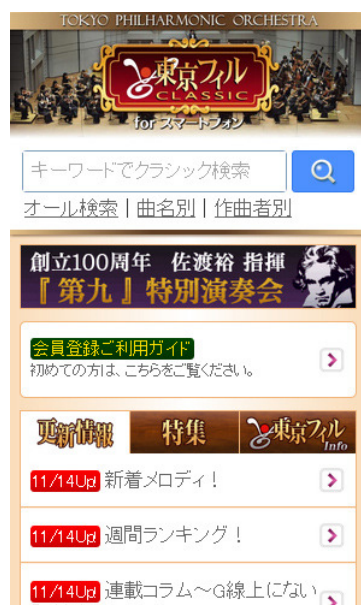 TOKYO PHILHARMONIC ORCHESTRA
東京フィル
CLASSIC
for スマートフォン
キーワードでクラシック検索
オール検索 | 曲名別 | 作曲者別
創立100周年 佐渡裕 指揮
『第九』特別演奏会
会員登録ご利用ガイド
初めての方は、こちらをご覧ください。
更新情報 特集 東京フィル Info
11/14Up! 新着メロディ！
11/14Up! 週間ランキング！
11/14Up! 連載コラム～G線上にない